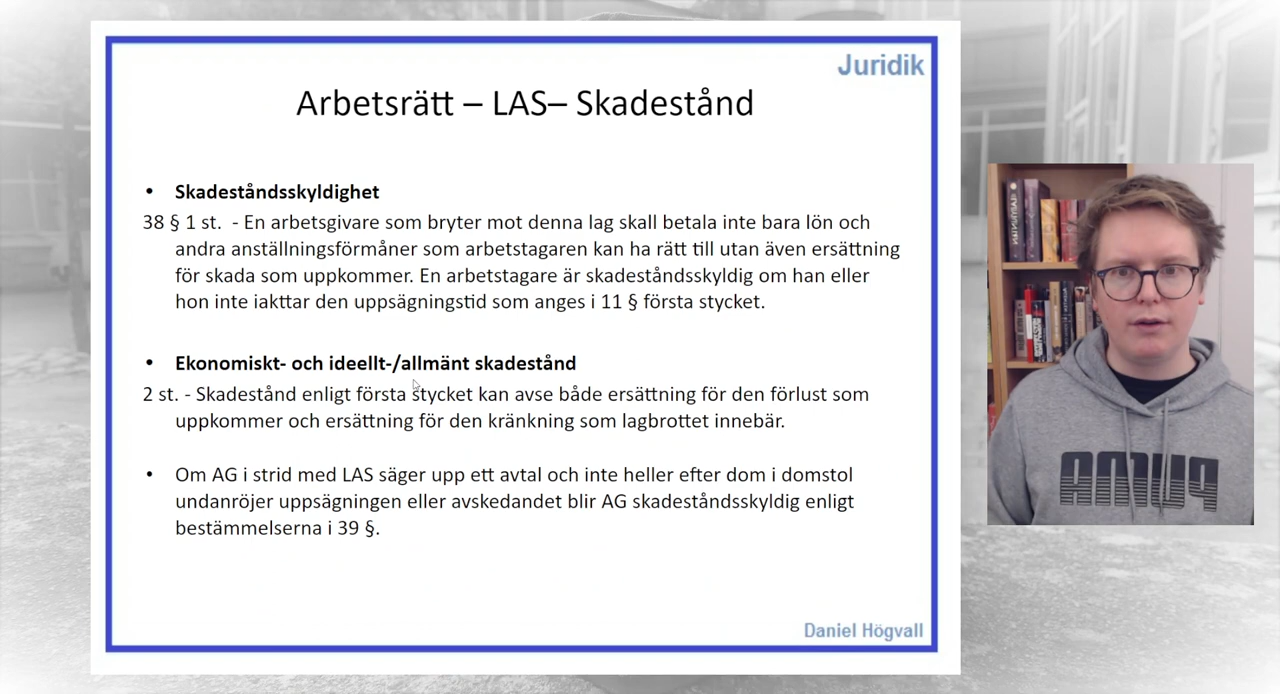 Juridik
Arbetsrätt – LAS– Skadestånd
• Skadeståndsskyldighet
38 § 1 st. - En arbesgivare som bryter mot denna lag skall betala inte bara lön och
andra anställningsförmåner som arbetstagaren kan ha rätt till utan även ersättning
för skada som uppkommer. En arbetstagare är skadeståndsskyldig om han eller
hon inte iakttar den uppsägningstid som anges i 11 § första stycket.
• Ekonomiskt- och ideellt-/allmänt skadestånd
2 st. - Skadestånd enligt första stycket kan avse både ersättning för den förlust som
uppkommer och ersättning för den kränkning som lagbrottet innebär.
• Om AG i strid med LAS säger upp ett avtal och inte heller efter dom i domstol
undanröjer uppsägningen eller avskedandet blir AG skadeståndsskyldig enligt
bestämmelserna i 39 §.
Daniel Högvall